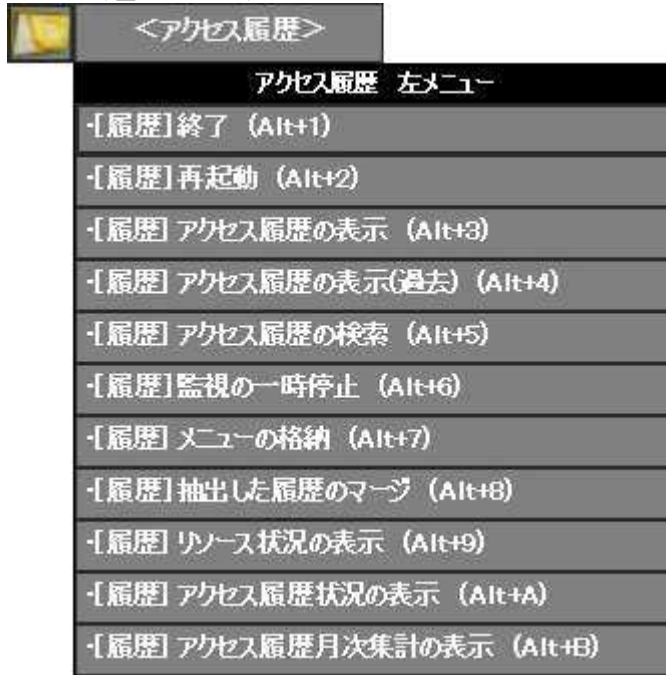 <アクセス履歴>
アクセス履歴 左メニュー
・[履歴]終了 (Alt+1)
・[履歴]再起動 (Alt+2)
・[履歴] アクセス履歴の表示 (Alt+3)
・[履歴] アクセス履歴の表示(過去) (Alt+4)
・[履歴] アクセス履歴の検索 (Alt+5)
・[履歴]監視の一時停止 (Alt+6)
・[履歴] メニューの格納 (Alt+7)
・[履歴]抽出した履歴のマージ (Alt+8)
・[履歴] リソース状況の表示 (Alt+9)
・[履歴] アクセス履歴状況の表示 (Alt+A)
・[履歴] アクセス履歴月次集計の表示 (Alt+B)